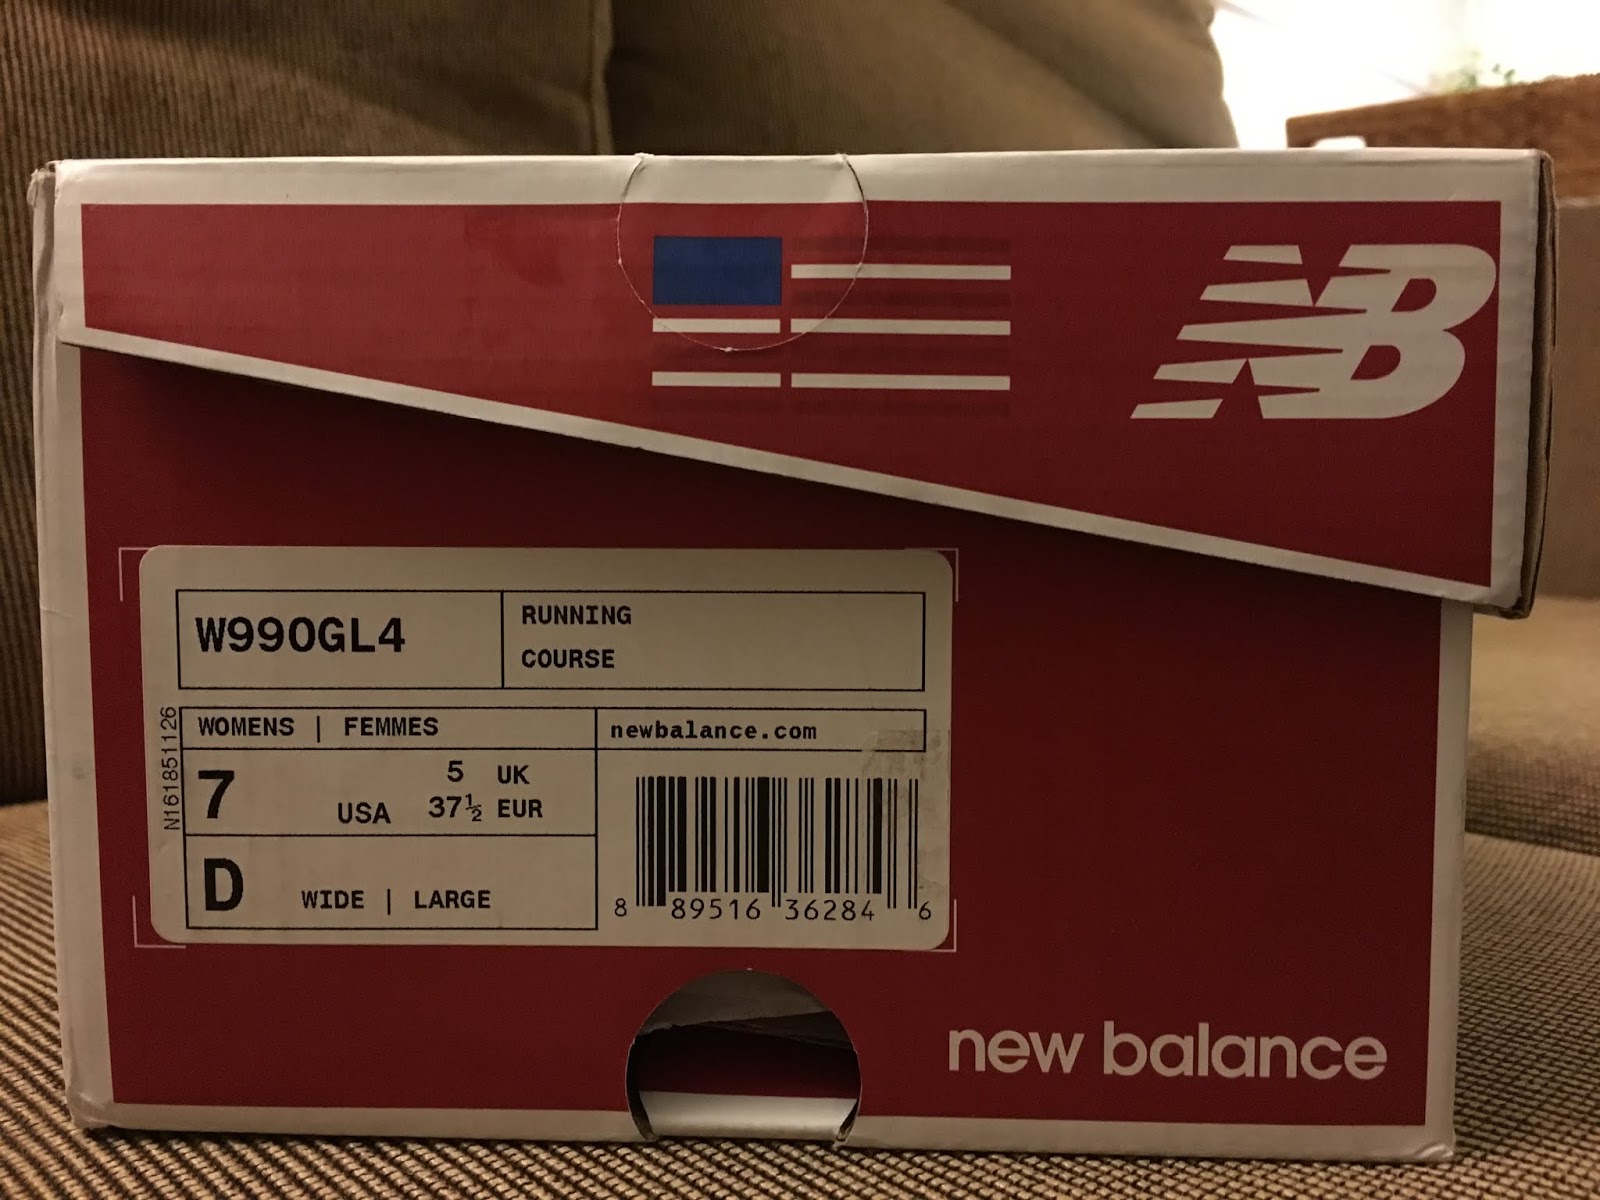 NB
W990GL4
RUNNING
COURSE
N161851126
WOMENS | FEMMES
newbalance.com
7 USA
5 UK
37½ EUR
D WIDE | LARGE
8 89516 36284 6
new balance